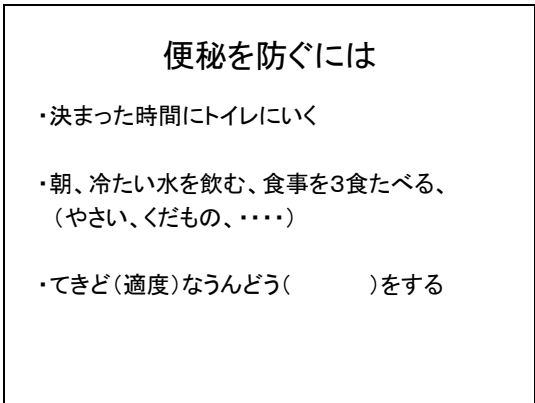 便秘を防ぐには
・決まった時間にトイレにいく
・朝、冷たい水を飲む、食事を3食たべる、
（やさい、くだもの、・・・・）
・てきど（適度）なうんどう（　　　　）をする